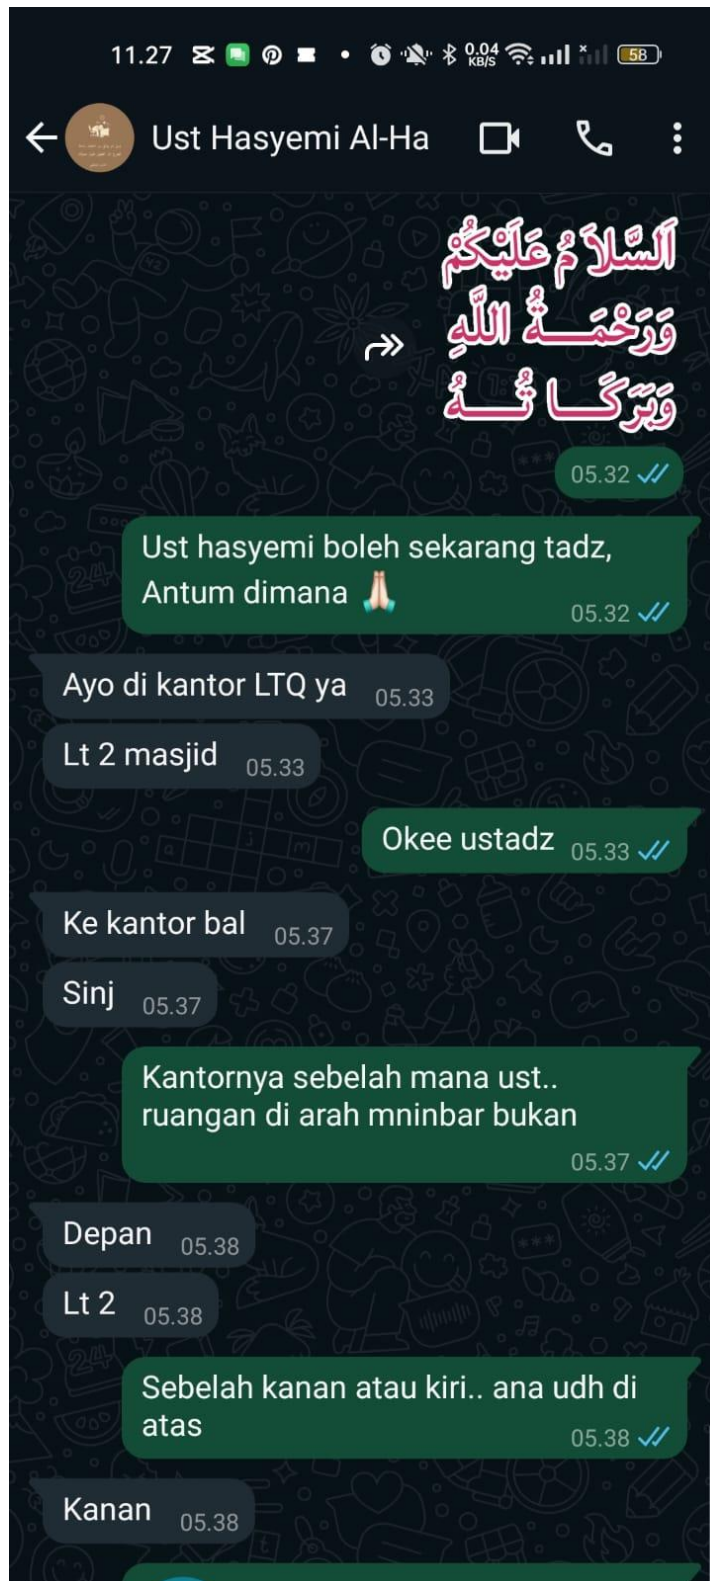 11.27
0.04
KB/S
58
Ust Hasyemi Al-Ha
اَلسَّلاَ مُ عَلَيْكُمْ
وَرَحْمَـــةُ اللَّهِ
وَبَرَكَــا تُـــهُ
05.32
Ust hasyemi boleh sekarang tadz,
Antum dimana 🙏🏻
05.32
Ayo di kantor LTQ ya 05.33
Lt 2 masjid 05.33
Okee ustadz 05.33
Ke kantor bal 05.37
Sinj 05.37
Kantornya sebelah mana ust..
ruangan di arah mninbar bukan
05.37
Depan 05.38
Lt 2 05.38
Sebelah kanan atau kiri.. ana udh di
atas 05.38
Kanan 05.38